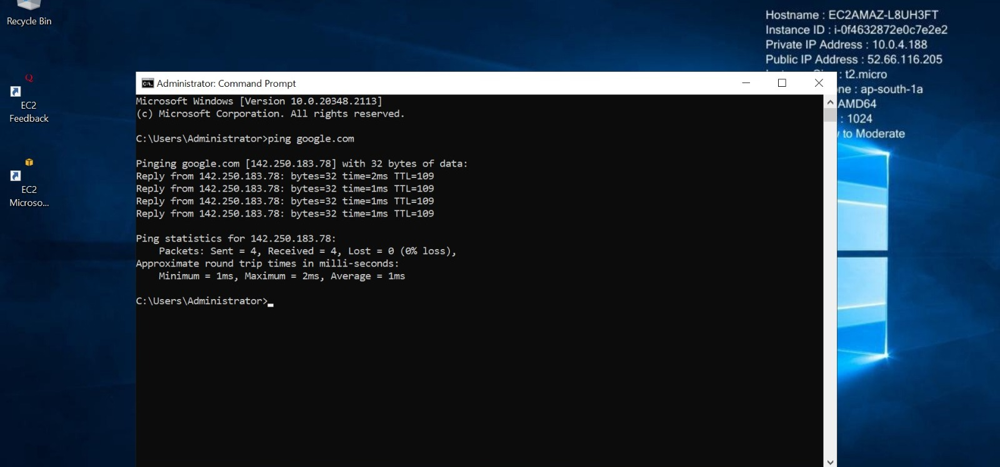 Recycle Bin
EC2
Feedback
EC2
Microso...
Hostname : EC2AMAZ-L8UH3FT
Instance ID : i-0f4632872e0c7e2e2
Private IP Address : 10.0.4.188
Public IP Address : 52.66.116.205
: t2.micro
: ap-south-1a
AMD64
: 1024
to Moderate
Administrator: Command Prompt
Microsoft Windows [Version 10.0.20348.2113]
(c) Microsoft Corporation. All rights reserved.
C:\Users\Administrator>ping google.com
Pinging google.com [142.250.183.78] with 32 bytes of data:
Reply from 142.250.183.78: bytes=32 time=2ms TTL=109
Reply from 142.250.183.78: bytes=32 time=1ms TTL=109
Reply from 142.250.183.78: bytes=32 time=1ms TTL=109
Reply from 142.250.183.78: bytes=32 time=1ms TTL=109
Ping statistics for 142.250.183.78:
Packets: Sent = 4, Received = 4, Lost = 0 (0% loss),
Approximate round trip times in milli-seconds:
Minimum = 1ms, Maximum = 2ms, Average = 1ms
C:\Users\Administrator>